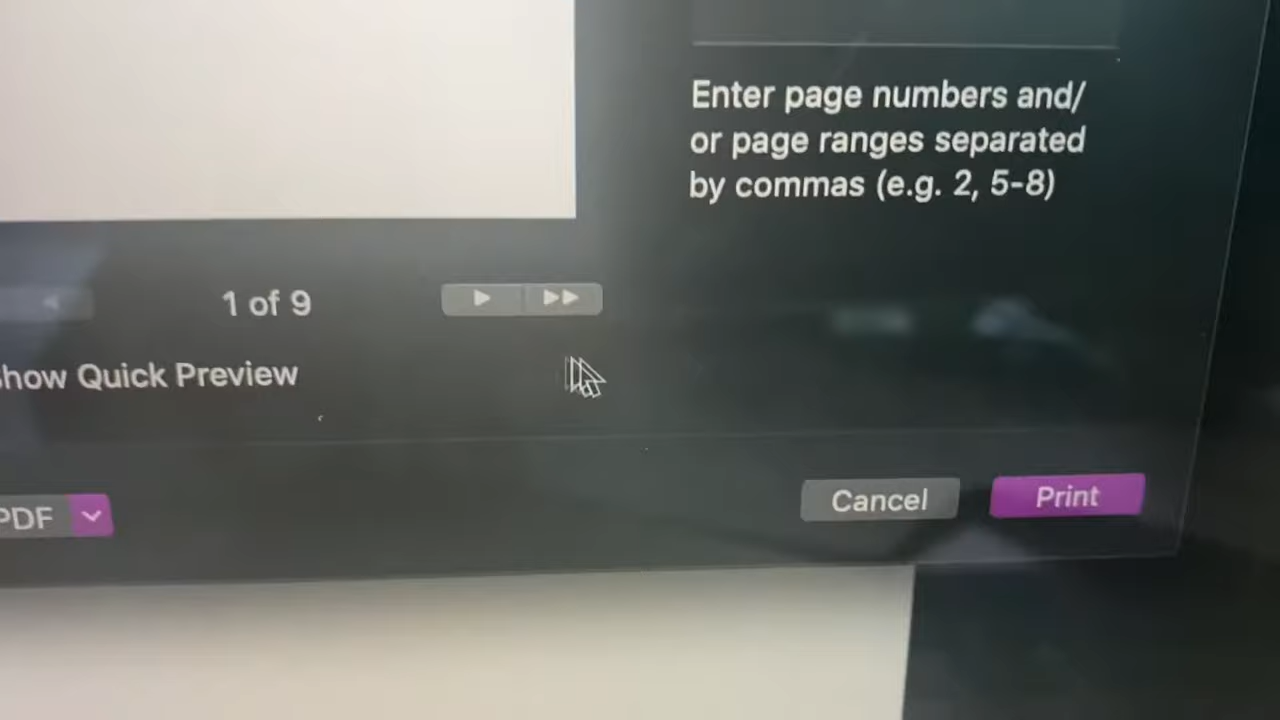 Enter page numbers and/
or page ranges separated
by commas (e.g. 2, 5-8)
1 of 9
Show Quick Preview
PDF
Cancel
Print